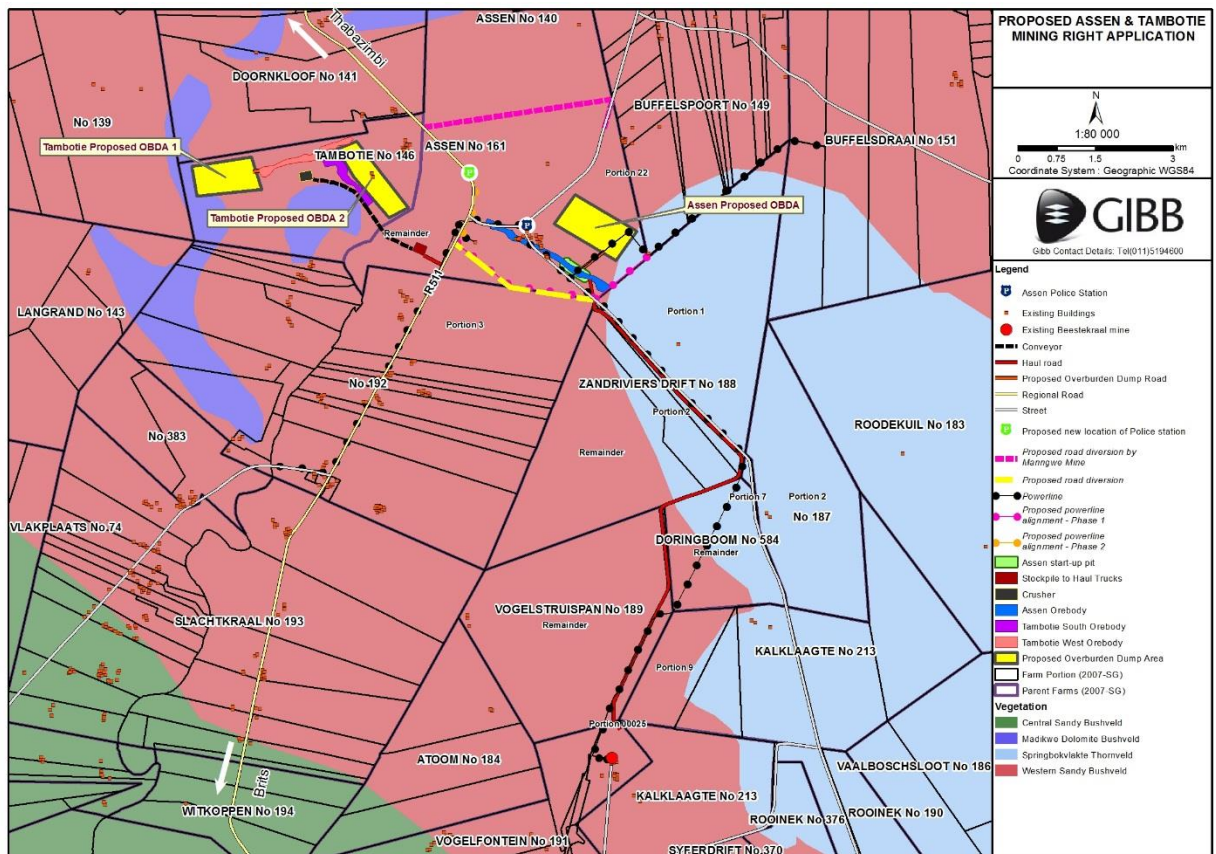 PROPOSED ASSEN & TAMBOTIE
MINING RIGHT APPLICATION
N
1:80 000
km
0 0.75 1.5 3
Coordinate System : Geographic WGS84
GIBB
Gibb Contact Details: Tel(011)5194600
Legend
P Assen Police Station
Existing Buildings
Existing Beestekraal mine
Conveyor
Haul road
Proposed Overburden Dump Road
Regional Road
Street
P Proposed new location of Police station
Proposed road diversion by
Manngwe Mine
Proposed road diversion
Powerline
Proposed powerline
alignment - Phase 1
Proposed powerline
alignment - Phase 2
Assen start-up pit
Stockpile to Haul Trucks
Crusher
Assen Orebody
Tambotie South Orebody
Tambotie West Orebody
Proposed Overburden Dump Area
Farm Portion (2007-SG)
Parent Farms (2007-SG)
Vegetation
Central Sandy Bushveld
Madikwe Dolomite Bushveld
Springbokvlakte Thornveld
Western Sandy Bushveld
Thabazimbi
ASSEN No 140
DOORNKLOOF No 141
BUFFELSPOORT No 149
No 139
BUFFELSDRAAI No 151
Tambotie Proposed OBDA 1
ASSEN No 161
TAMBOTIE No 146
P
Portion 22
Tambotie Proposed OBDA 2
Assen Proposed OBDA
P
Remainder
R511
LANGRAND No 143
Portion 3
Portion 1
No 192
ZANDRIVIERS DRIFT No 188
Portion 2
ROODEKUIL No 183
No 383
Remainder
Portion 7
Portion 2
No 187
VLAKPLAATS No 74
DORINGBOOM No 584
Remainder
VOGELSTRUISPAN No 189
Remainder
SLACHTKRAAL No 193
KALKLAAGTE No 213
Portion 9
Portion 00025
ATOOM No 184
VAALBOSCHSLOOT No 186
Brits
KALKLAAGTE No 213
WITKOPPEN No 194
ROOINEK No 190
ROOINEK No 376
VOGELFONTEIN No 191
SYFERDRIFT No 370